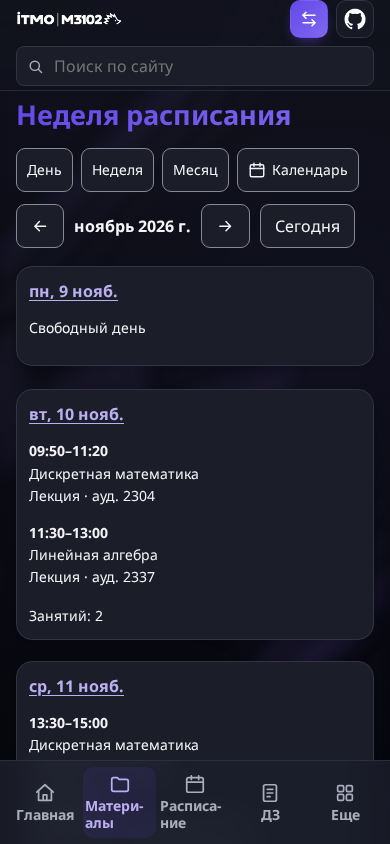 iTMO | M3102
Поиск по сайту
Неделя расписания
День Неделя Месяц Календарь
← ноябрь 2026 г. → Сегодня
пн, 9 нояб.
Свободный день
вт, 10 нояб.
09:50–11:20
Дискретная математика
Лекция · ауд. 2304
11:30–13:00
Линейная алгебра
Лекция · ауд. 2337
Занятий: 2
ср, 11 нояб.
13:30–15:00
Дискретная математика
Главная
Матери-
алы
Расписа-
ние
ДЗ
Еще